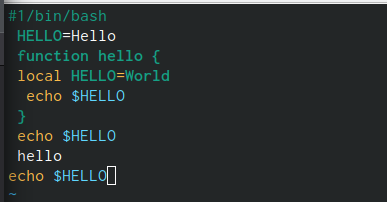 #1/bin/bash
HELLO=Hello
function hello {
local HELLO=World
echo $HELLO
}
echo $HELLO
hello
echo $HELLO
~